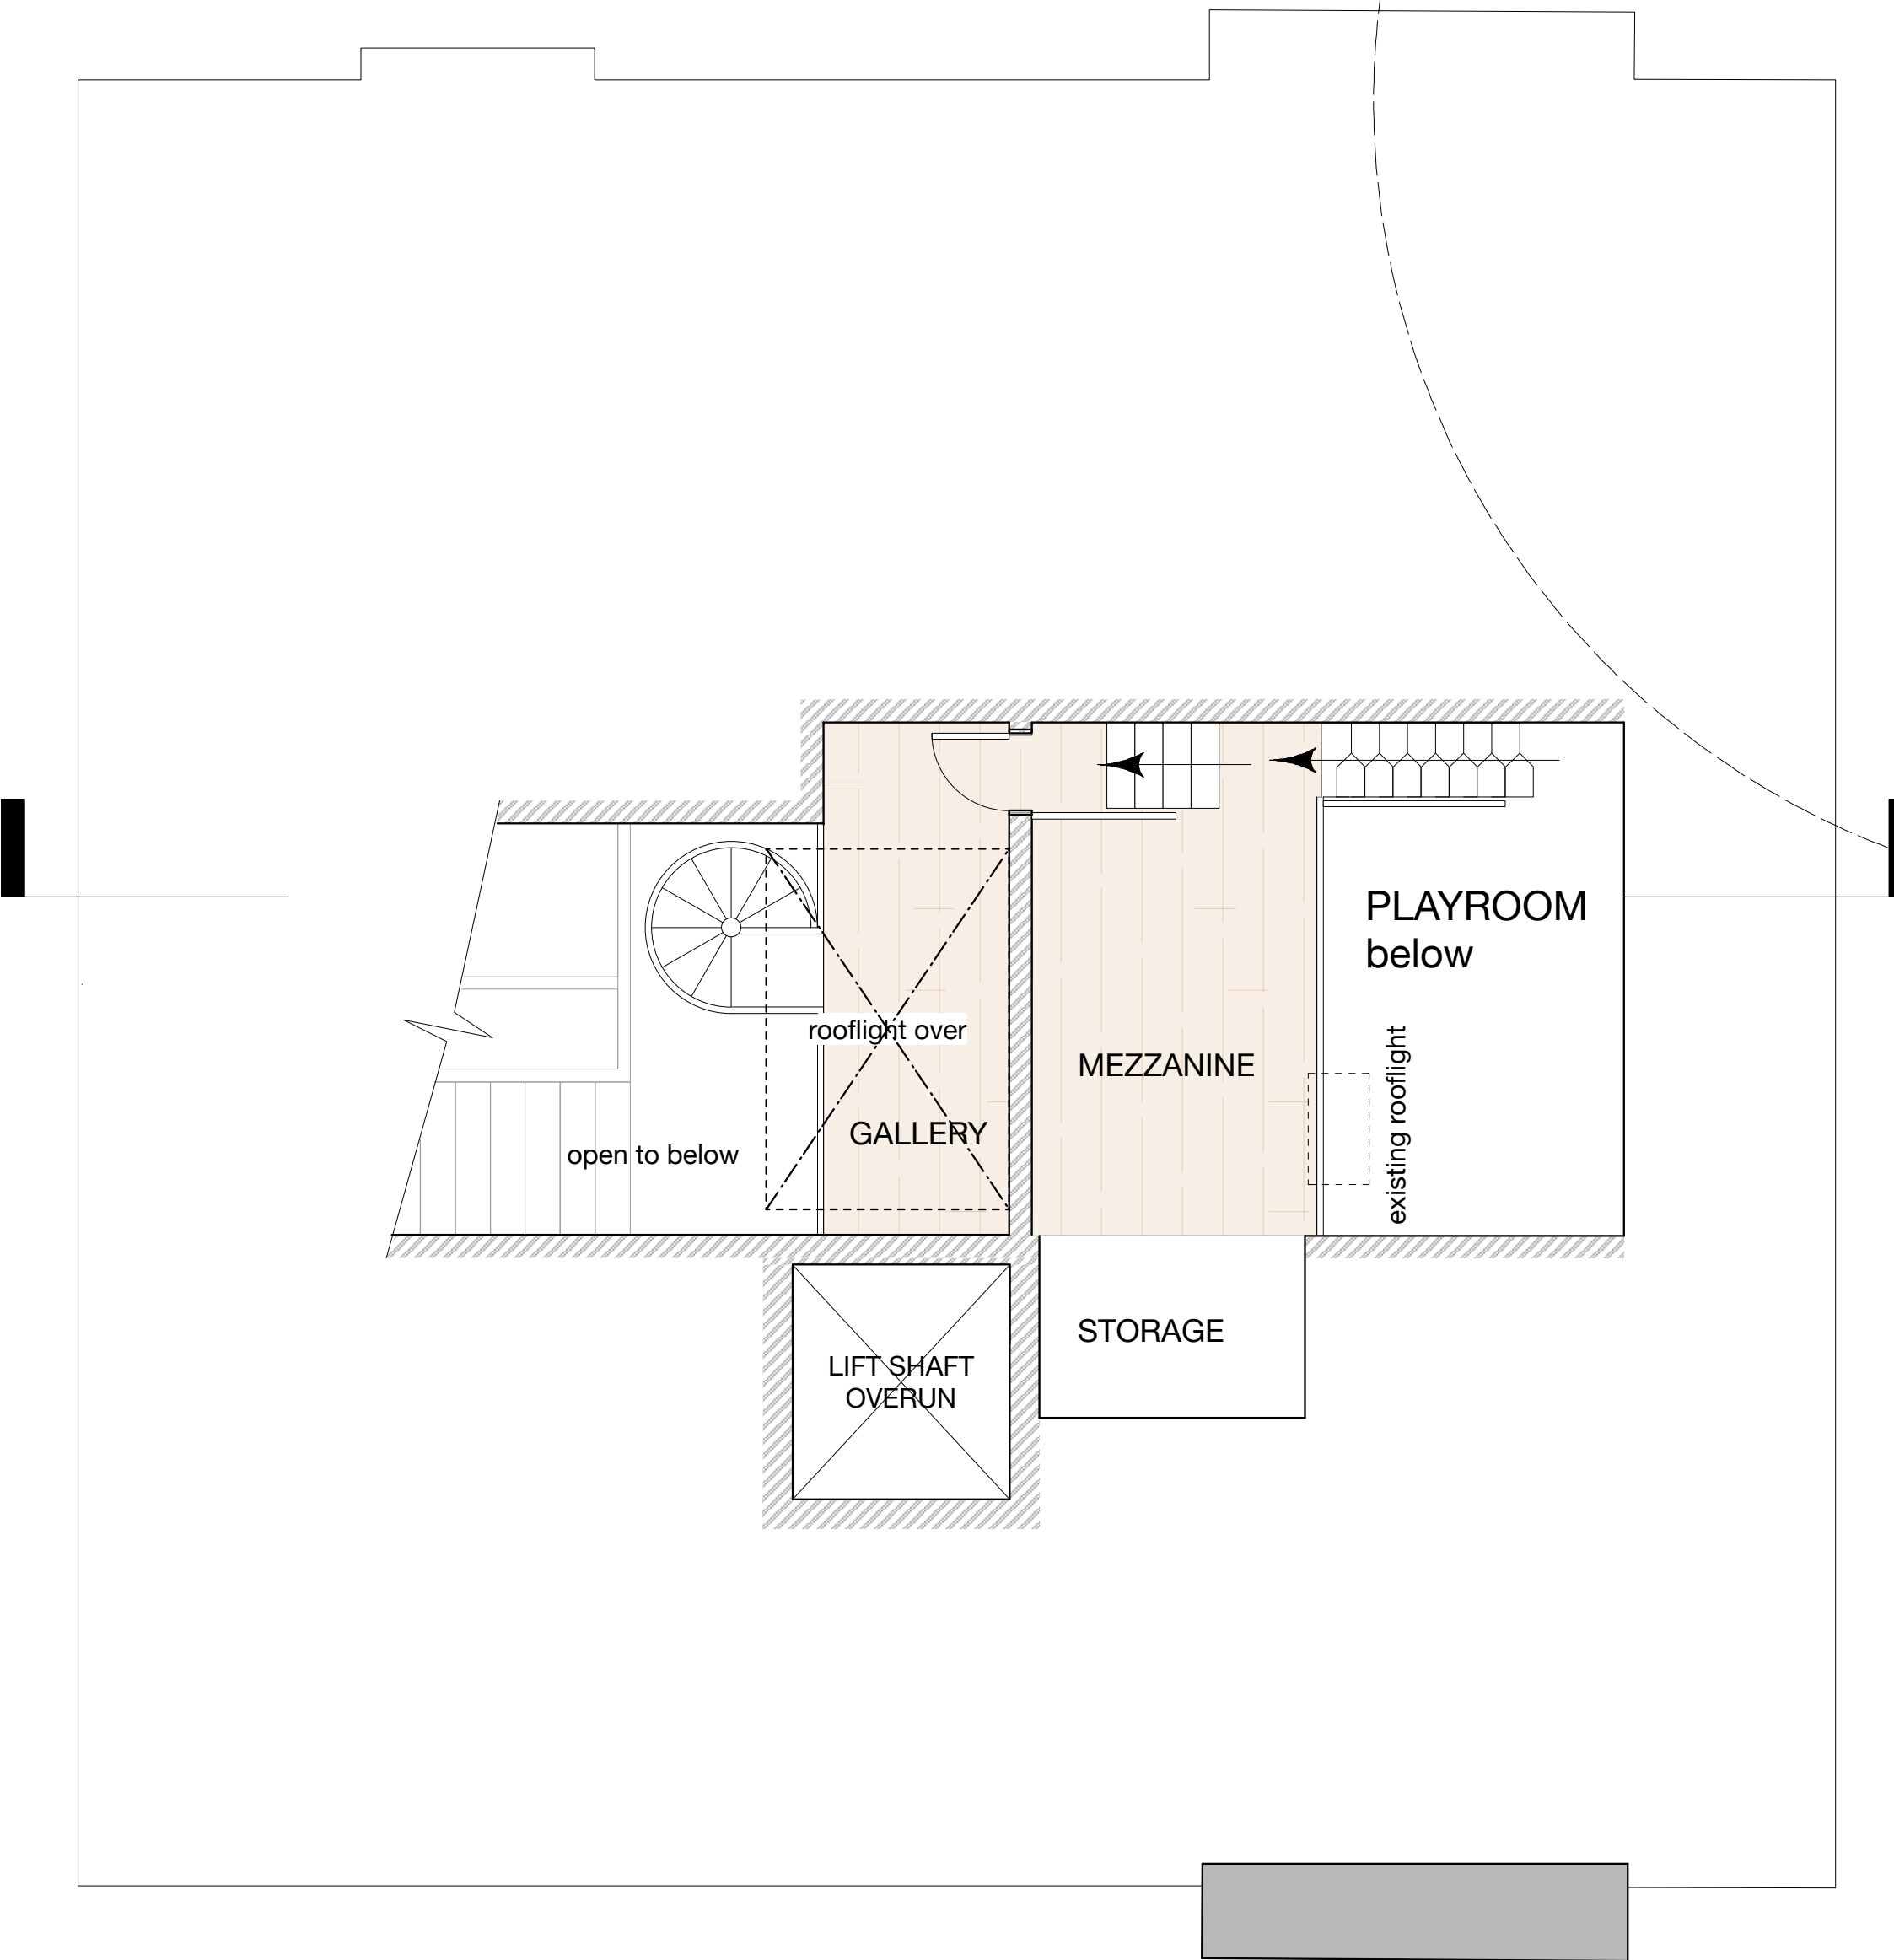 PLAYROOM
below
rooflight over
MEZZANINE
existing rooflight
GALLERY
open to below
STORAGE
LIFT SHAFT
OVERUN